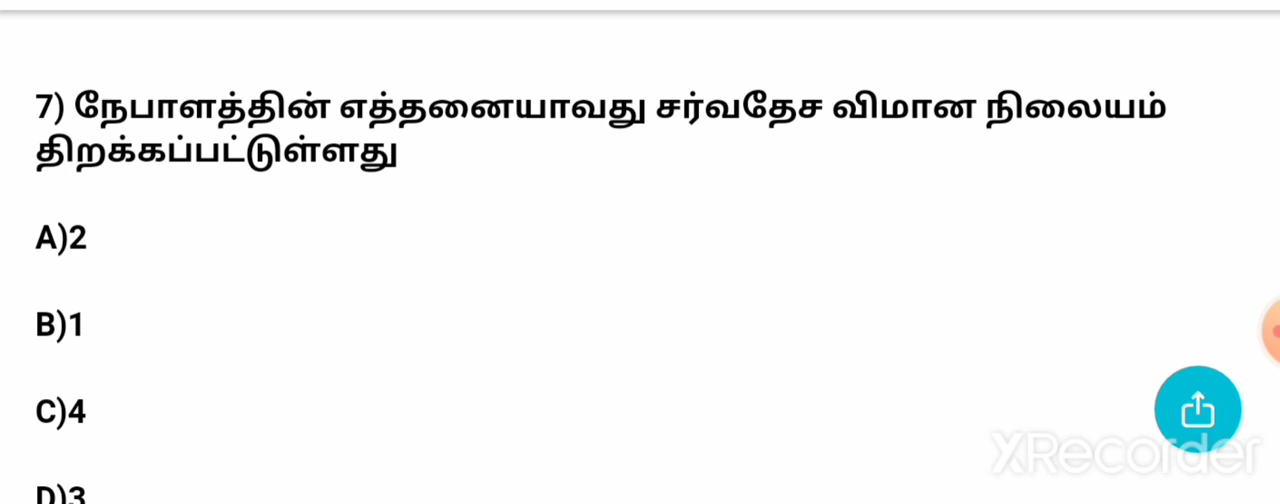 7) நேபாளத்தின் எத்தனையாவது சர்வதேச விமான நிலையம்
திறக்கப்பட்டுள்ளது
A)2
B)1
C)4
D)3
XRecorder